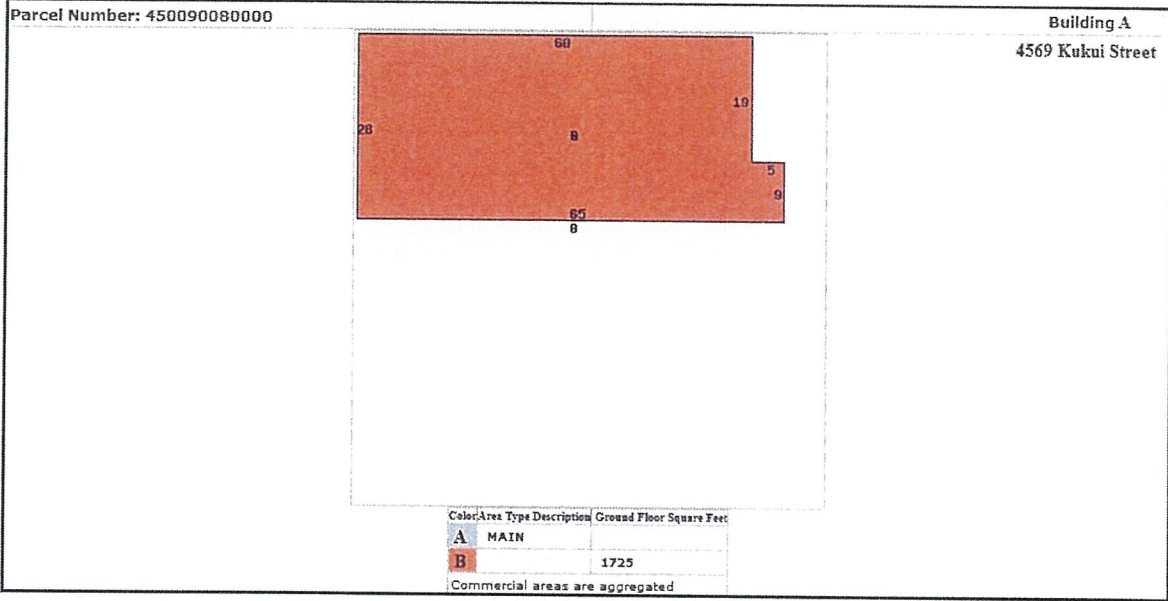 Parcel Number: 450090080000
Building A
4569 Kukui Street
60
19
28
B
5
9
65
B
Color Area Type Description Ground Floor Square Feet
A MAIN
B 1725
Commercial areas are aggregated